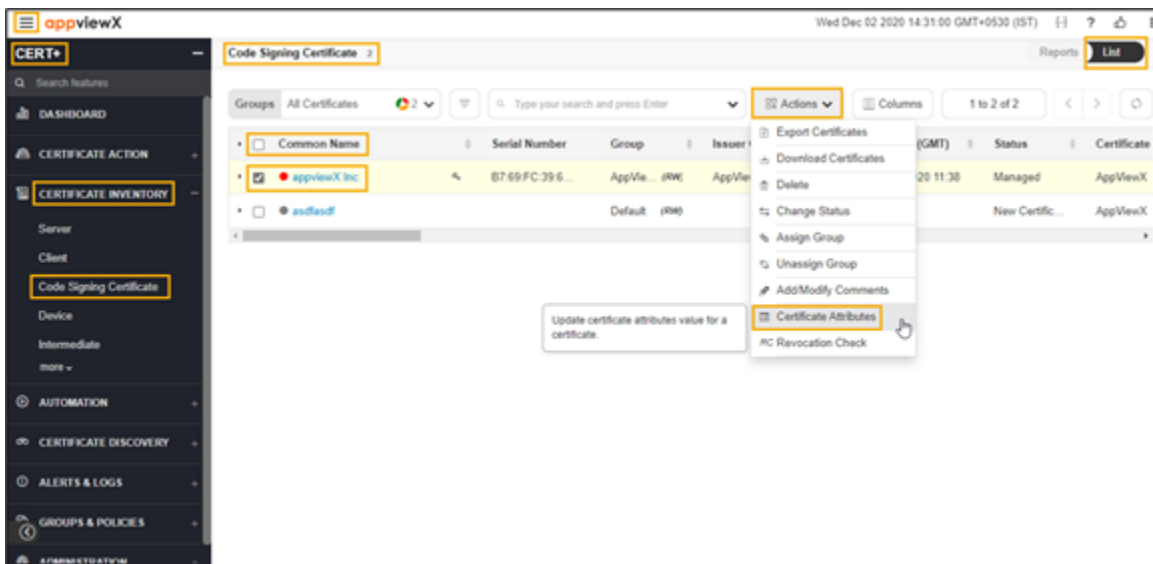 appviewX
Wed Dec 02 2020 14:31:00 GMT+0530 (IST)
?
CERT+
Code Signing Certificate 2
Reports
List
Search features
DASHBOARD
CERTIFICATE ACTION
CERTIFICATE INVENTORY
Server
Client
Code Signing Certificate
Device
Intermediate
more
AUTOMATION
CERTIFICATE DISCOVERY
ALERTS & LOGS
GROUPS & POLICIES
ADMINISTRATION
Groups All Certificates 2
Type your search and press Enter
Actions
Columns
1 to 2 of 2
Common Name Serial Number Group Issuer (GMT) Status Certificate
appviewX Inc B7:69:FC:39:6... AppVie... (RW) AppVie 20 11:38 Managed AppViewX
asdfasdf Default (RW) New Certific... AppViewX
Export Certificates
Download Certificates
Delete
Change Status
Assign Group
Unassign Group
Add/Modify Comments
Certificate Attributes
RC Revocation Check
Update certificate attributes value for a
certificate.